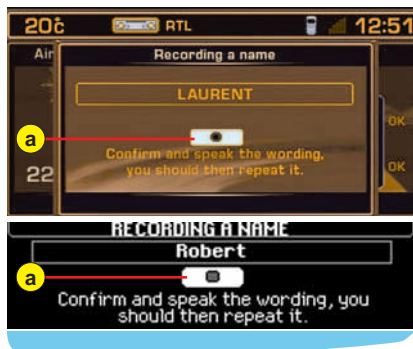 20c RTL 12:51
Air Recording a name
LAURENT
a
OK
Confirm and speak the wording,
22 you should then repeat it. OK
RECORDING A NAME
Robert
a
Confirm and speak the wording, you
should then repeat it.